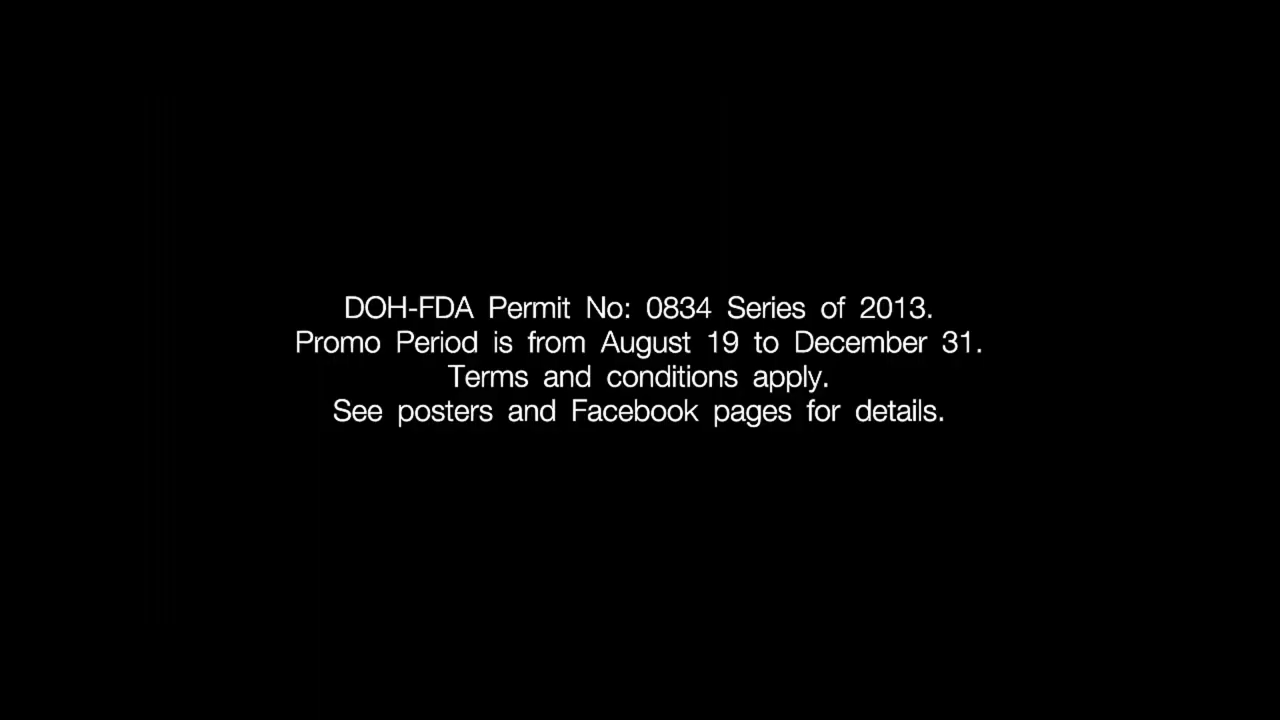 DOH-FDA Permit No: 0834 Series of 2013.
Promo Period is from August 19 to December 31.
Terms and conditions apply.
See posters and Facebook pages for details.